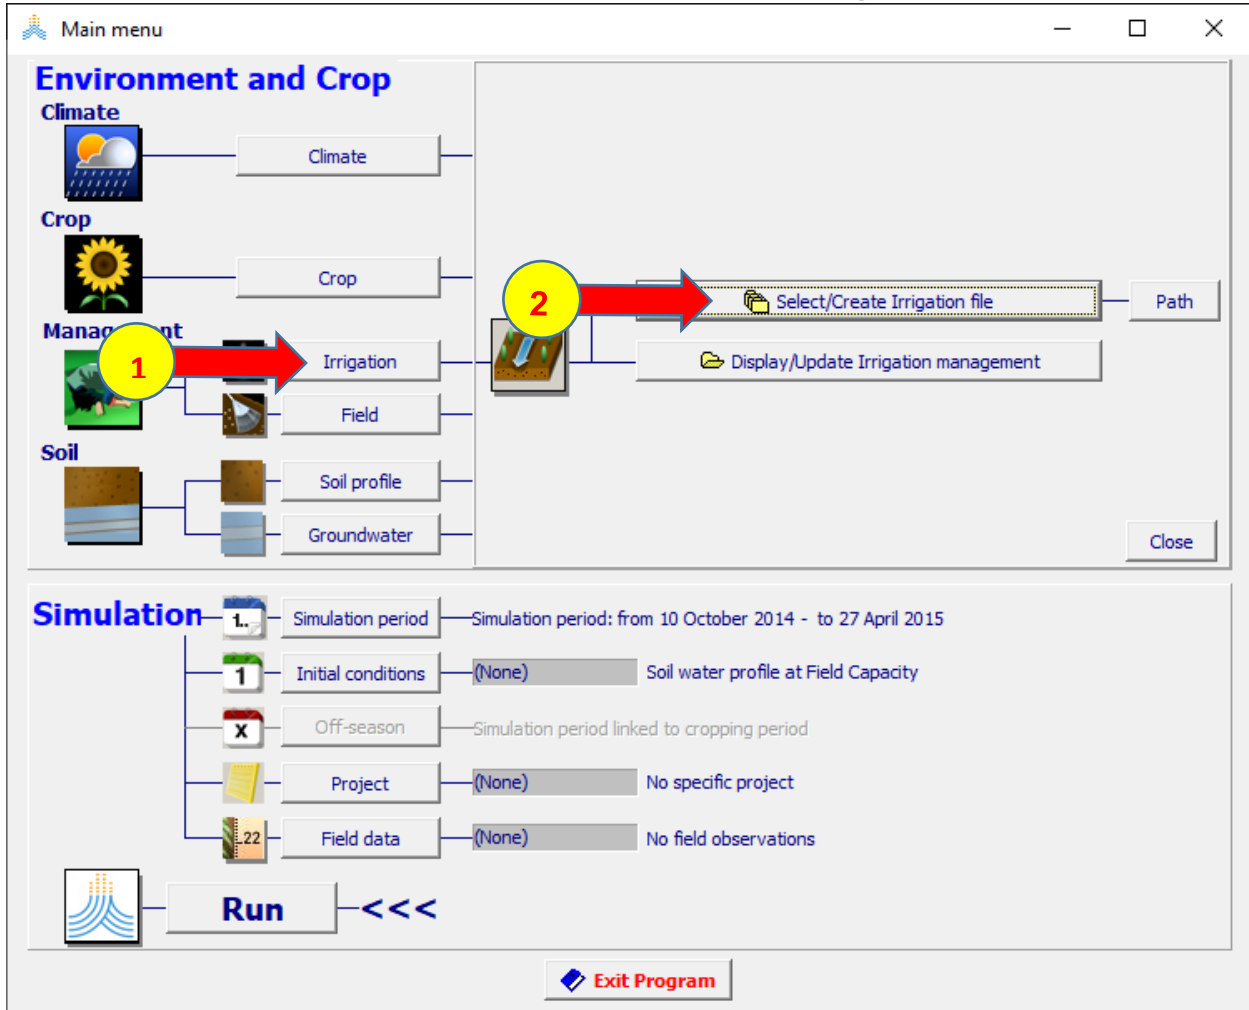 Main menu
Environment and Crop
Climate
Climate
Crop
Crop
2
Select/Create Irrigation file
Path
Management
1
Irrigation
Display/Update Irrigation management
Field
Soil
Soil profile
Groundwater
Close
Simulation
1..
Simulation period
Simulation period: from 10 October 2014 - to 27 April 2015
1
Initial conditions
(None)
Soil water profile at Field Capacity
X
Off-season
Simulation period linked to cropping period
Project
(None)
No specific project
..22
Field data
(None)
No field observations
Run
<<<
Exit Program